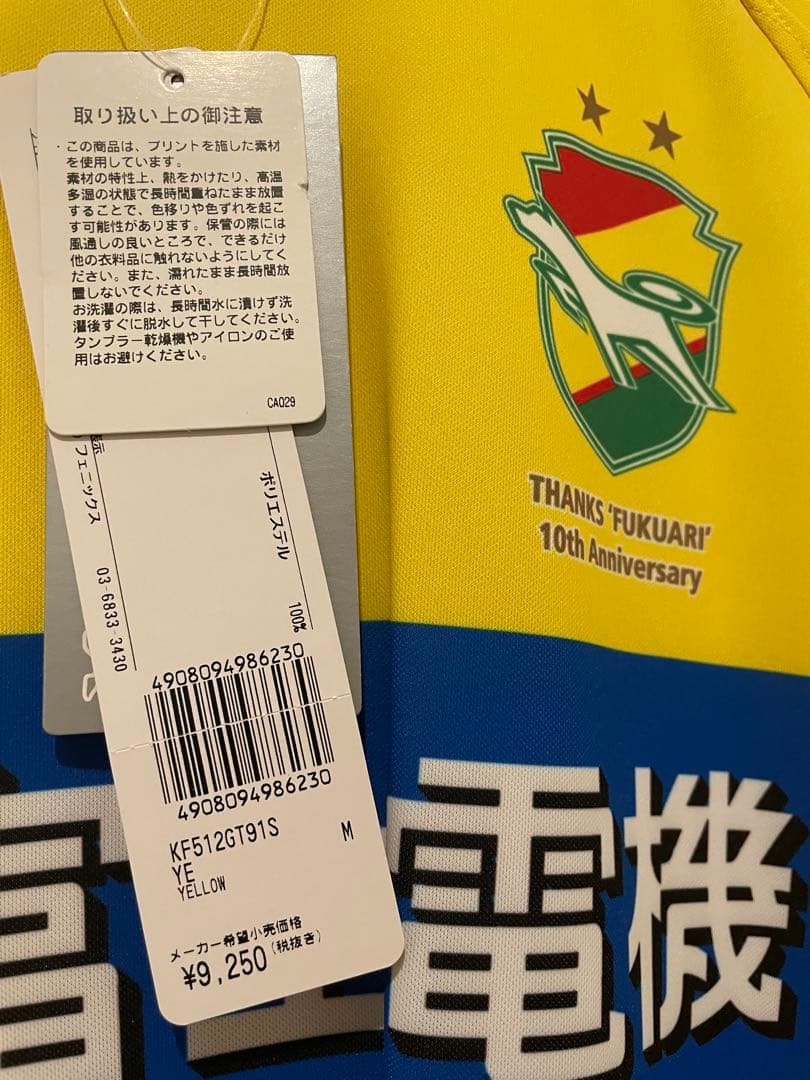 取り扱い上の御注意
・この商品は、プリントを施した素材
を使用しています。
素材の特性上、熱をかけたり、高温
多湿の状態で長時間重ねたまま放置
することで、色移りや色ずれを起こ
す可能性があります。保管の際には
風通しの良いところで、できるだけ
他の衣料品に触れないようにしてく
ださい。また、濡れたまま長時間放
置しないでください。
お洗濯の際は、長時間水に漬けず洗
濯後すぐに脱水して干してください。
タンブラー乾燥機やアイロンのご使
用はお避けください。
CA029
表示
フェニックス
03-6833-3430
ポリエステル
100%
4908094986230
4908094986230
KF512GT91S
M
YE
YELLOW
メーカー希望小売価格
¥9,250(税抜き)
THANKS 'FUKUARI'
10th Anniversary
電機